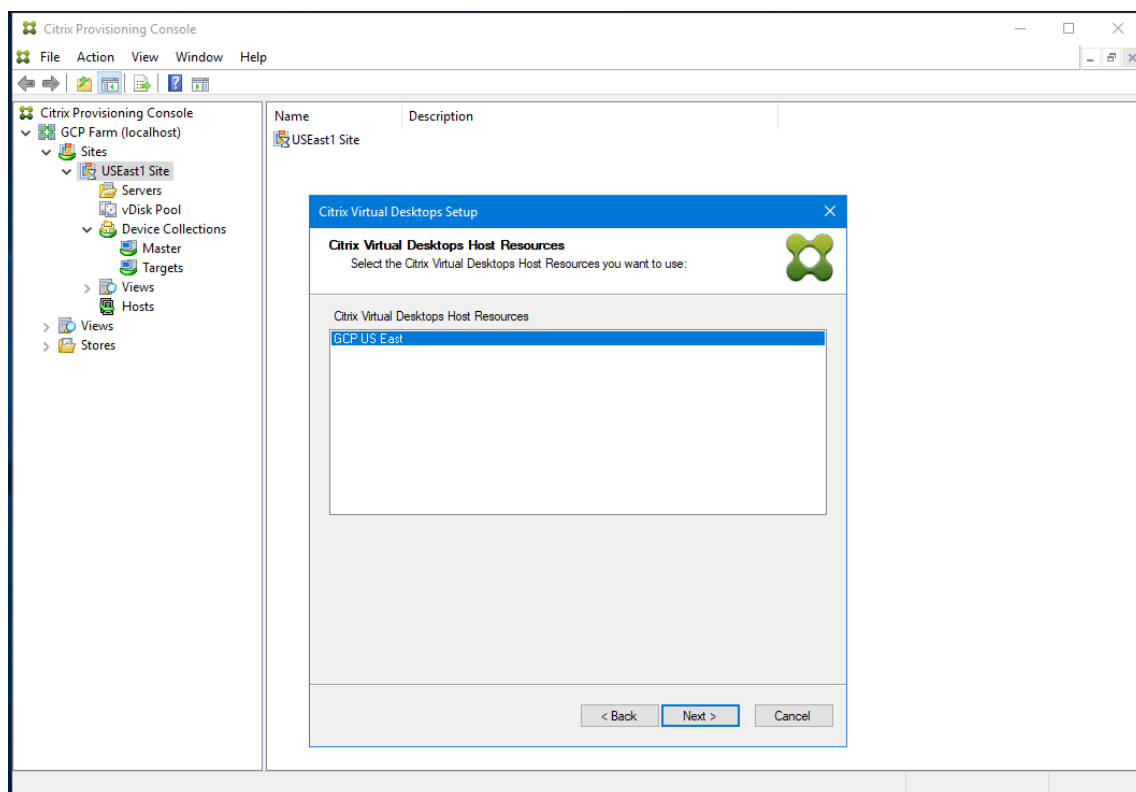 Citrix Provisioning Console
File Action View Window Help
Citrix Provisioning Console
GCP Farm (localhost)
Sites
USEast1 Site
Servers
vDisk Pool
Device Collections
Master
Targets
Views
Hosts
Views
Stores
Name Description
USEast1 Site
Citrix Virtual Desktops Setup
Citrix Virtual Desktops Host Resources
Select the Citrix Virtual Desktops Host Resources you want to use:
Citrix Virtual Desktops Host Resources
GCP US East
< Back Next > Cancel